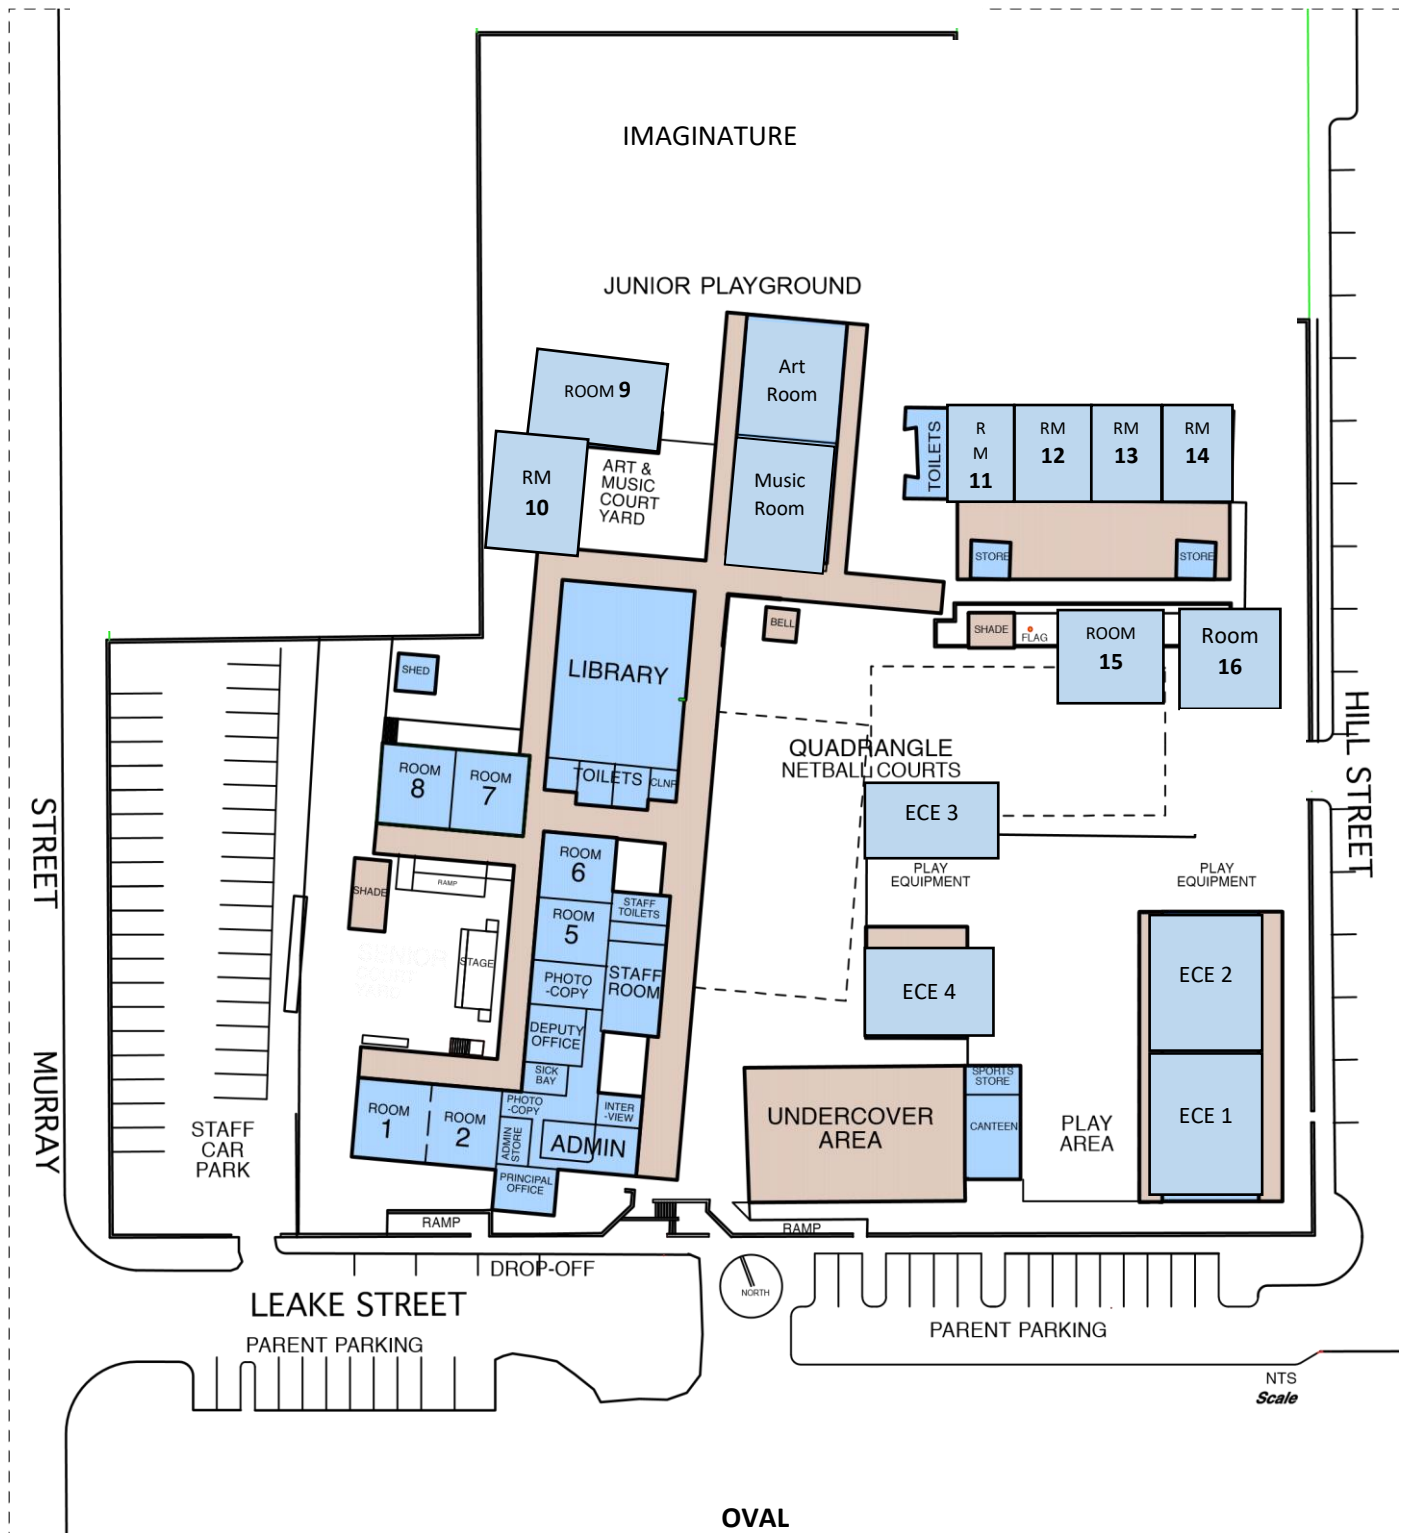 IMAGINATURE
JUNIOR PLAYGROUND
ROOM 9
Art
Room
RM
10
ART &
MUSIC
COURT
YARD
Music
Room
TOILETS
R
M
11
RM
12
RM
13
RM
14
STORE
STORE
BELL
SHADE
FLAG
ROOM
15
Room
16
SHED
LIBRARY
TOILETS
CLNR
ROOM
8
ROOM
7
QUADRANGLE
NETBALL COURTS
HILL STREET
ECE 3
PLAY
EQUIPMENT
PLAY
EQUIPMENT
MURRAY STREET
SHADE
RAMP
ROOM
6
STAFF
TOILETS
ROOM
5
SENIOR
COURT
YARD
STAGE
PHOTO
-COPY
STAFF
ROOM
DEPUTY
OFFICE
SICK
BAY
ECE 4
ECE 2
ECE 1
SPORTS
STORE
CANTEEN
PLAY
AREA
UNDERCOVER
AREA
ROOM
1
ROOM
2
PHOTO
-COPY
ADMIN
STORE
INTER
-VIEW
ADMIN
PRINCIPAL
OFFICE
STAFF
CAR
PARK
RAMP
RAMP
DROP-OFF
NORTH
LEAKE STREET
PARENT PARKING
PARENT PARKING
NTS
Scale
OVAL